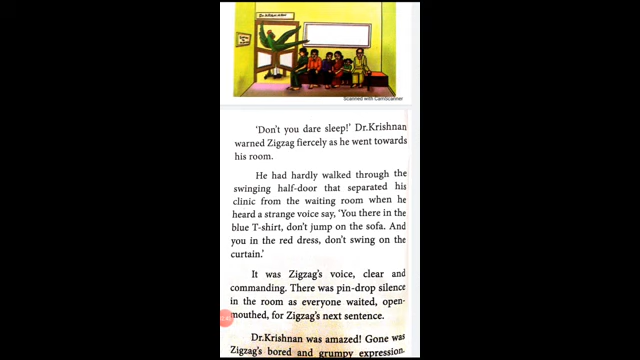 Scanned with CamScanner
'Don't you dare sleep!' Dr.Krishnan
warned Zigzag fiercely as he went towards
his room.
He had hardly walked through the
swinging half-door that separated his
clinic from the waiting room when he
heard a strange voice say, 'You there in the
blue T-shirt, don't jump on the sofa. And
you in the red dress, don't swing on the
curtain.'
It was Zigzag's voice, clear and
commanding. There was pin-drop silence
in the room as everyone waited, open-
mouthed, for Zigzag's next sentence.
Dr.Krishnan was amazed! Gone was
Zigzag's bored and grumpy expression.